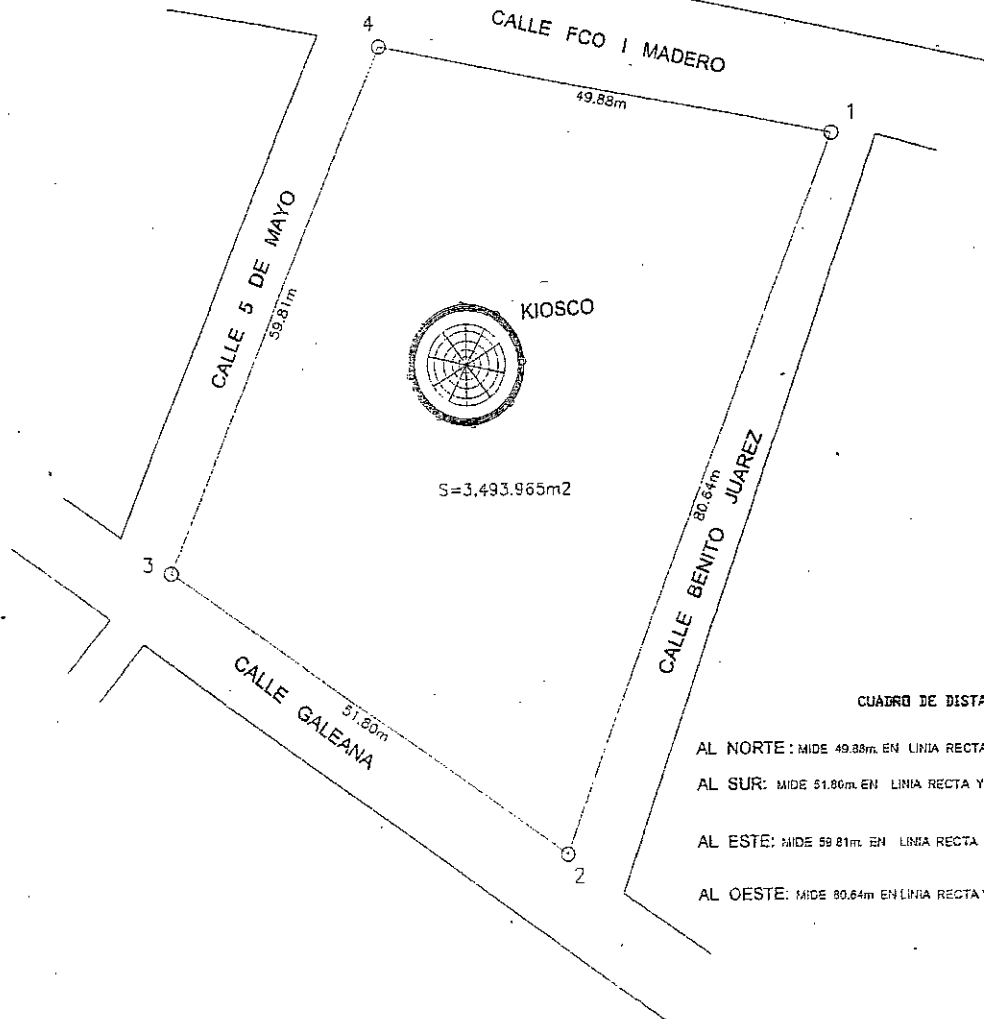 CALLE FCO I MADERO
4
49.88m
1
CALLE 5 DE MAYO
59.81m
KIOSCO
S=3,493.965m2
80.64m
CALLE BENITO JUAREZ
3
CALLE GALEANA
51.80m
2
CUADRO DE DISTA
AL NORTE: MIDE 49.88m. EN LINIA RECTA
AL SUR: MIDE 51.80m. EN LINIA RECTA Y
AL ESTE: MIDE 59.81m. EN LINIA RECTA
AL OESTE: MIDE 80.64m EN LINIA RECTA Y